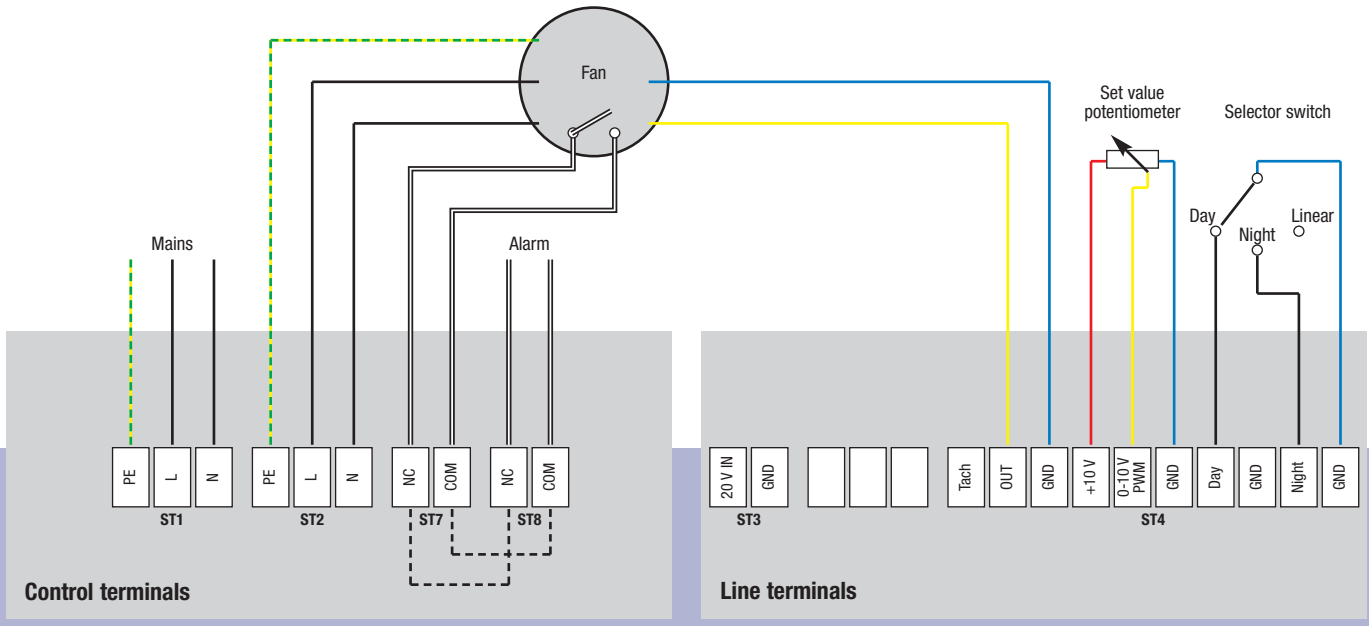 Fan
Set value
potentiometer
Selector switch
Day
Linear
Night
Mains
Alarm
PE
L
N
PE
L
N
NC
COM
NC
COM
20 V IN
GND
Tach
OUT
GND
+10 V
0-10 V
PWM
GND
Day
GND
Night
GND
ST1
ST2
ST7
ST8
ST3
ST4
Control terminals
Line terminals